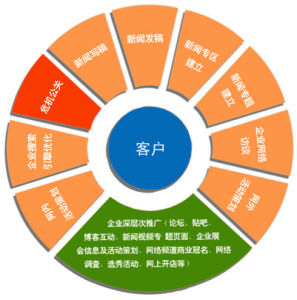 新闻发稿
新闻专区
建立
新闻专题
建立
企业网络
访谈
网外
活动策划
企业深层次推广（论坛、贴吧、
博客互动、新闻视频专 题页面、企业展
会信息及活动策划、网络频道商业冠名、网络
调查、选秀活动、网上开店等）
网内
活动策划
企业搜索
引擎优化
危机公关
新闻写稿
客户